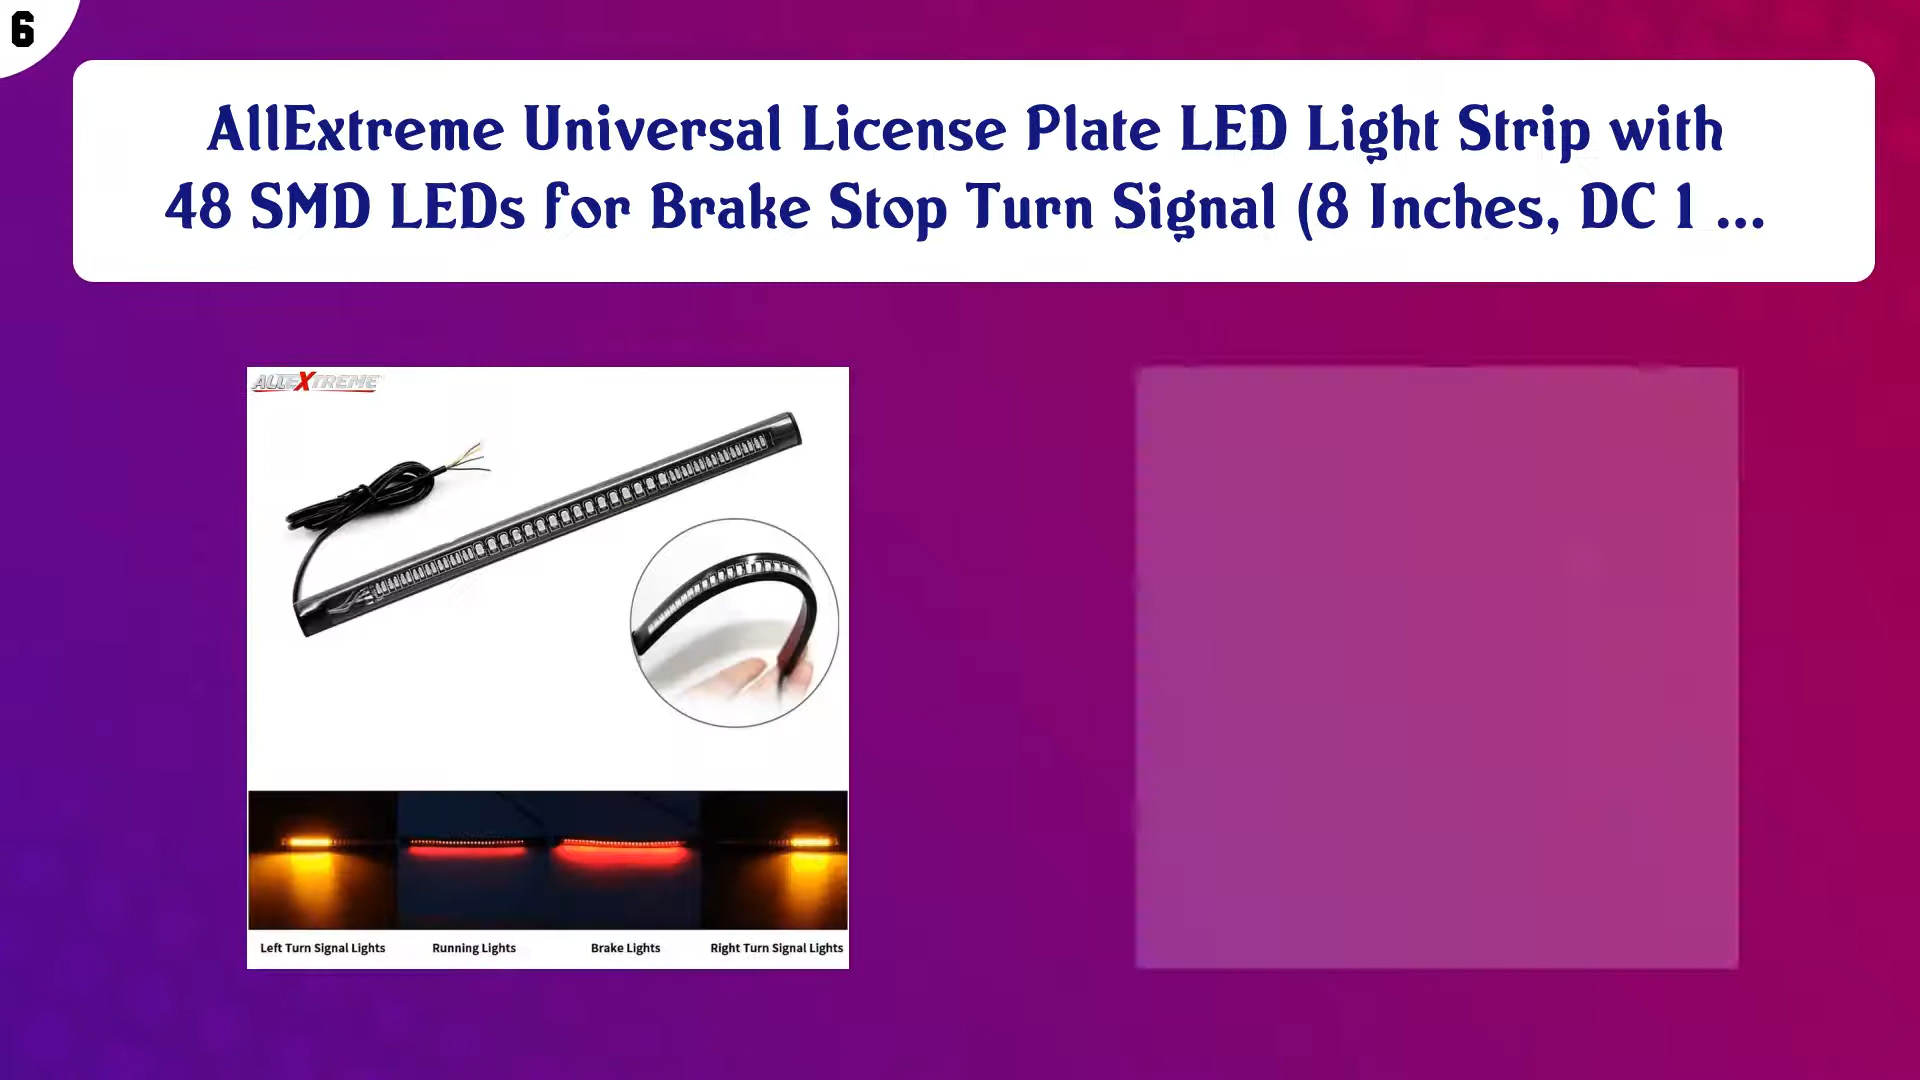 6
AllExtreme Universal License Plate LED Light Strip with
48 SMD LEDs for Brake Stop Turn Signal (8 Inches, DC 1 ...
ALLEXTREME
Left Turn Signal Lights
Running Lights
Brake Lights
Right Turn Signal Lights